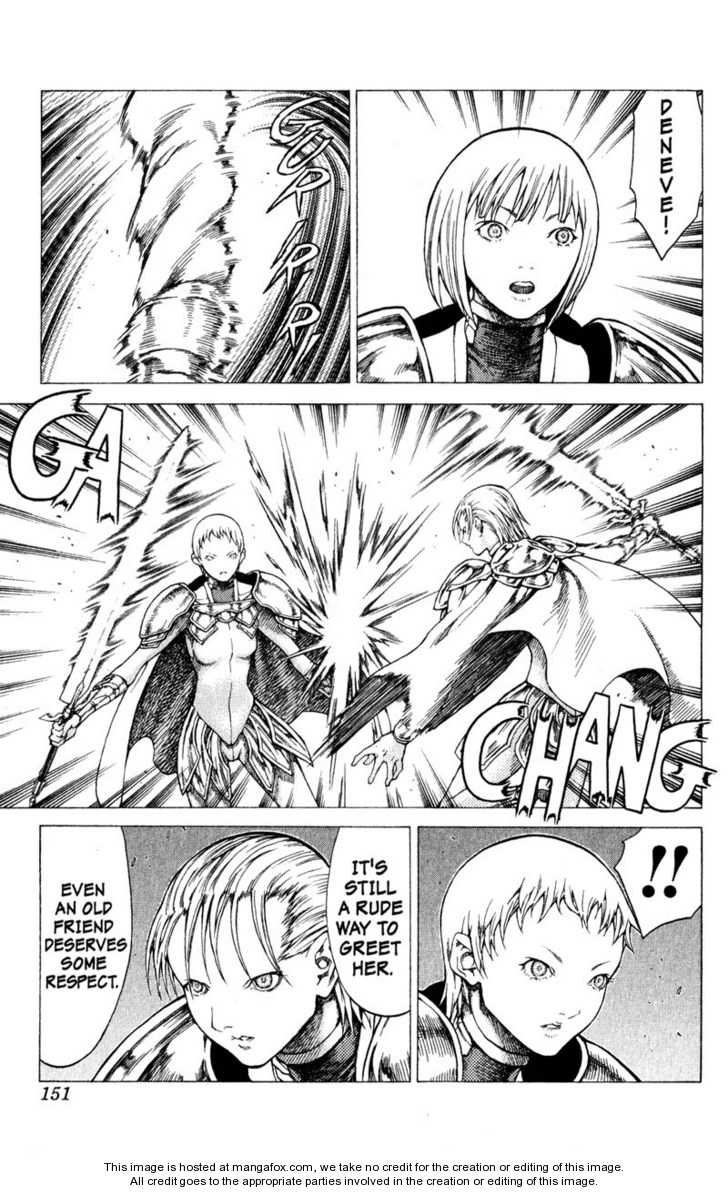 DENEVE!
GURRRR!
GA
CHANG
!!
IT'S
STILL
A RUDE
WAY TO
GREET
HER.
EVEN
AN OLD
FRIEND
DESERVES
SOME
RESPECT.
151
This image is hosted at mangafox.com, we take no credit for the creation or editing of this image.
All credit goes to the appropriate parties involved in the creation or editing of this image.